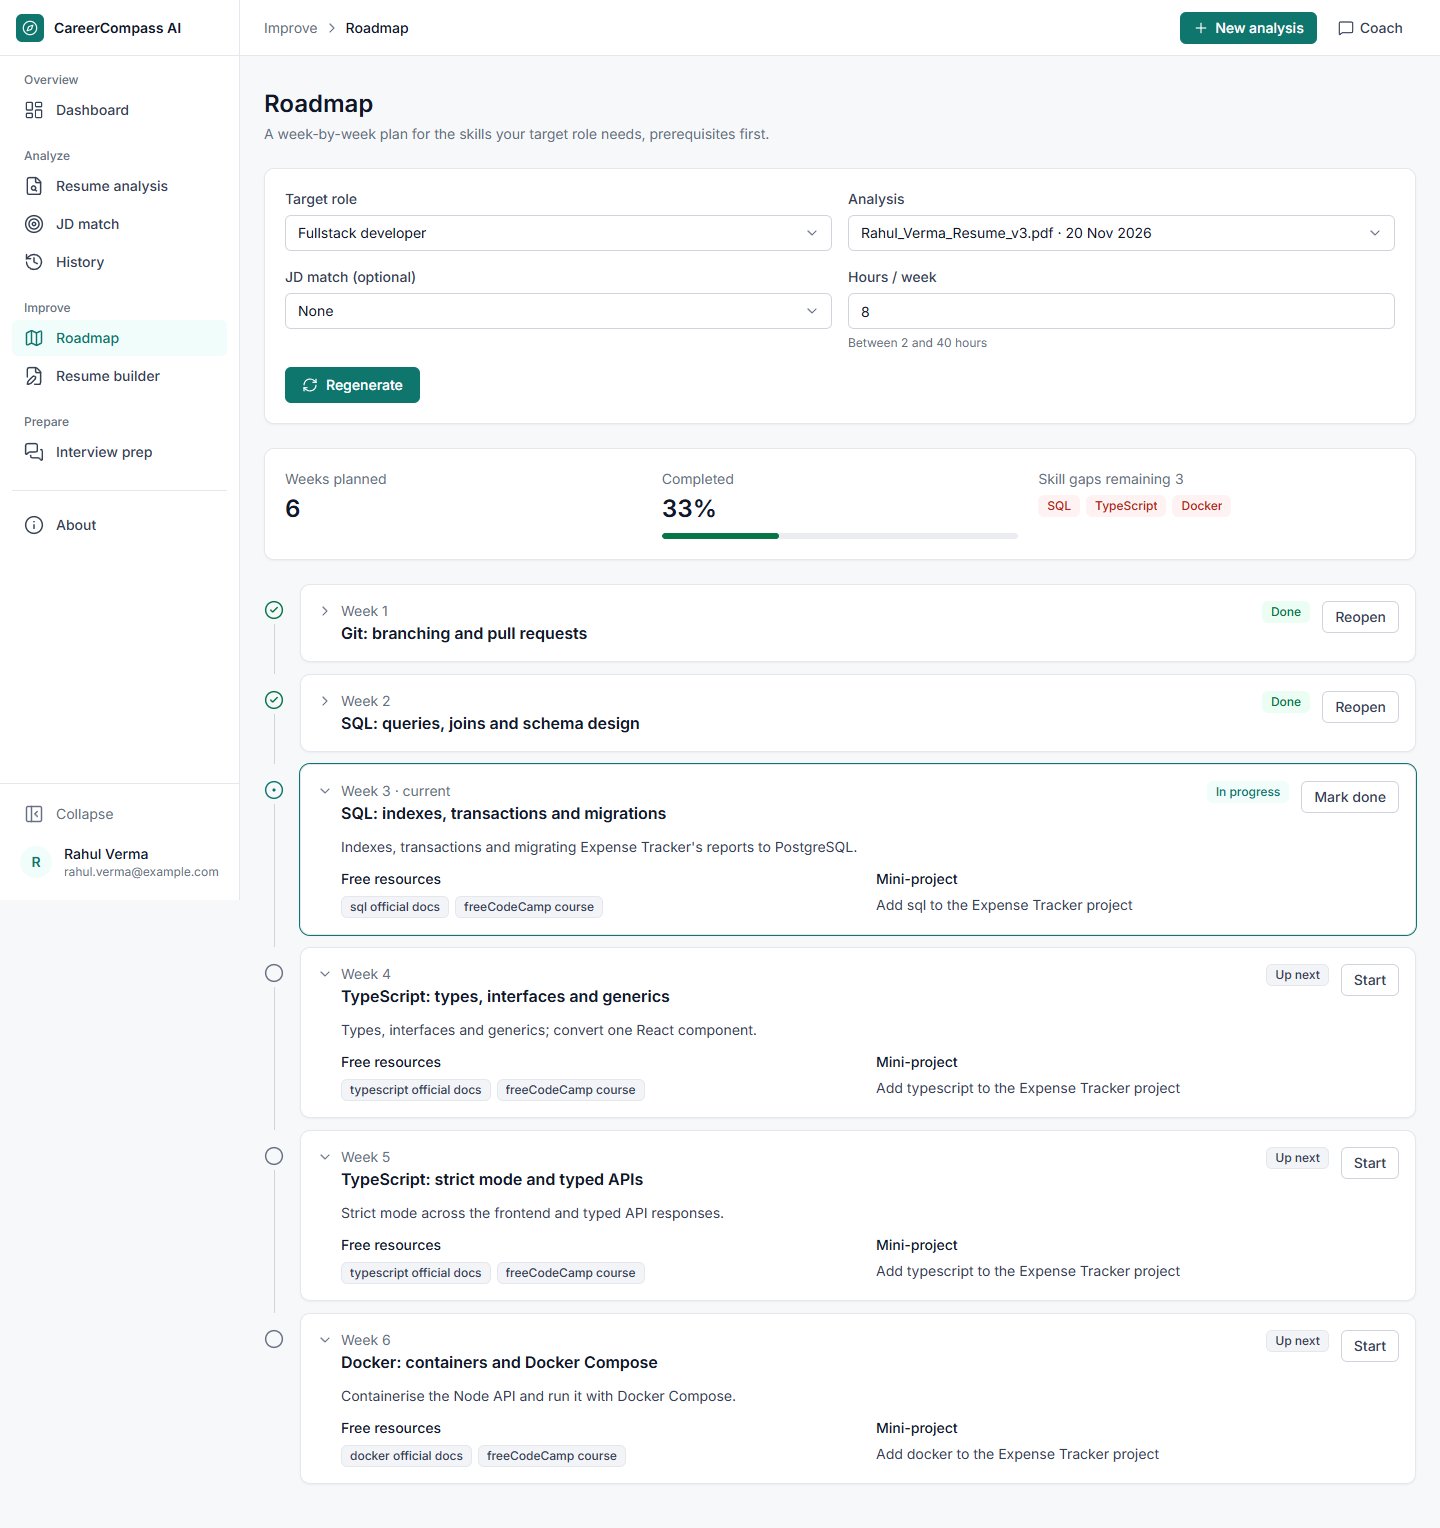 CareerCompass AI
Overview
Dashboard
Analyze
Resume analysis
JD match
History
Improve
Roadmap
Resume builder
Prepare
Interview prep
About
Collapse
R
Rahul Verma
rahul.verma@example.com
Improve > Roadmap
New analysis
Coach
Roadmap
A week-by-week plan for the skills your target role needs, prerequisites first.
Target role
Fullstack developer
Analysis
Rahul_Verma_Resume_v3.pdf · 20 Nov 2026
JD match (optional)
None
Hours / week
8
Between 2 and 40 hours
Regenerate
Weeks planned
6
Completed
33%
Skill gaps remaining 3
SQL TypeScript Docker
Week 1
Git: branching and pull requests
Done
Reopen
Week 2
SQL: queries, joins and schema design
Done
Reopen
Week 3 · current
SQL: indexes, transactions and migrations
In progress
Mark done
Indexes, transactions and migrating Expense Tracker's reports to PostgreSQL.
Free resources
sql official docs freeCodeCamp course
Mini-project
Add sql to the Expense Tracker project
Week 4
TypeScript: types, interfaces and generics
Up next
Start
Types, interfaces and generics; convert one React component.
Free resources
typescript official docs freeCodeCamp course
Mini-project
Add typescript to the Expense Tracker project
Week 5
TypeScript: strict mode and typed APIs
Up next
Start
Strict mode across the frontend and typed API responses.
Free resources
typescript official docs freeCodeCamp course
Mini-project
Add typescript to the Expense Tracker project
Week 6
Docker: containers and Docker Compose
Up next
Start
Containerise the Node API and run it with Docker Compose.
Free resources
docker official docs freeCodeCamp course
Mini-project
Add docker to the Expense Tracker project